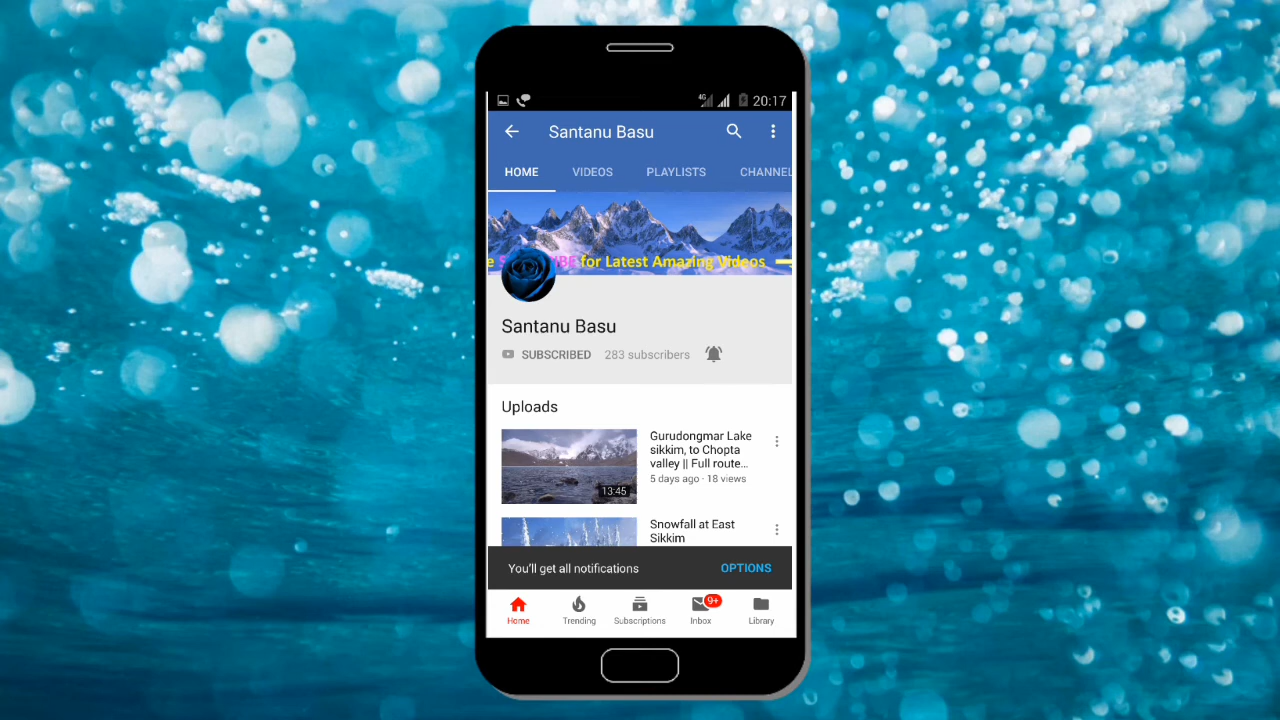 4G 20:17
Santanu Basu
HOME VIDEOS PLAYLISTS CHANNEL
e SUBSCRIBE for Latest Amazing Videos
Santanu Basu
SUBSCRIBED 283 subscribers
Uploads
Gurudongmar Lake
sikkim, to Chopta
valley || Full route...
5 days ago · 18 views
13:45
Snowfall at East
Sikkim
You'll get all notifications OPTIONS
9+
Home Trending Subscriptions Inbox Library